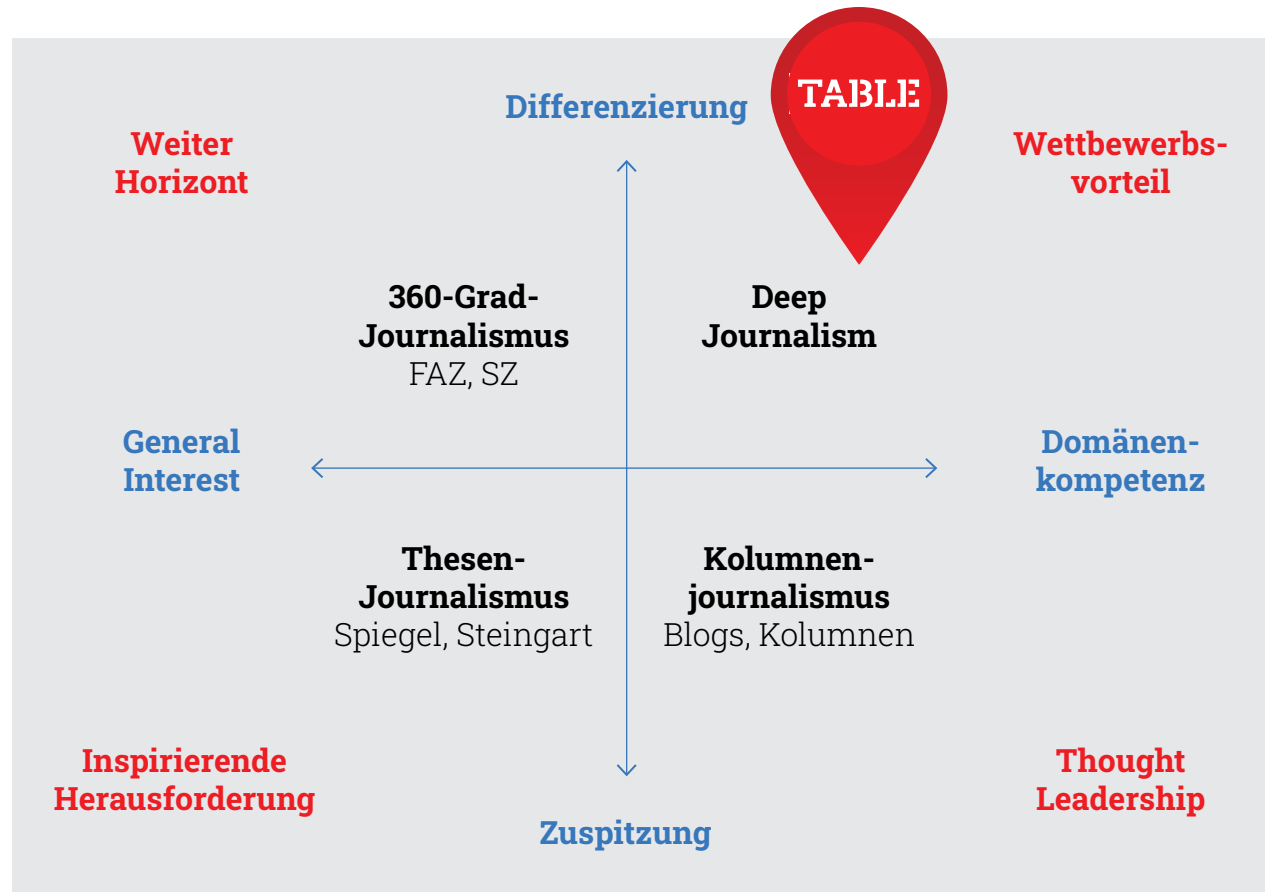 TABLE
Differenzierung
Weiter
Horizont
Wettbewerbs-
vorteil
360-Grad-
Journalismus
FAZ, SZ
Deep
Journalism
General
Interest
Domänen-
kompetenz
Thesen-
Journalismus
Spiegel, Steingart
Kolumnen-
journalismus
Blogs, Kolumnen
Inspirierende
Herausforderung
Thought
Leadership
Zuspitzung